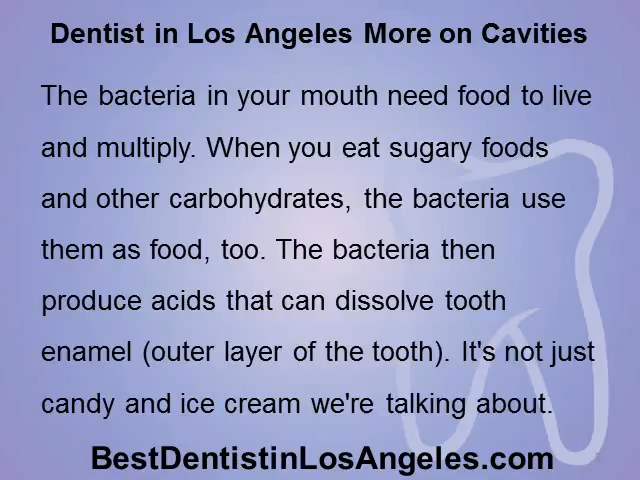 Dentist in Los Angeles More on Cavities
The bacteria in your mouth need food to live
and multiply. When you eat sugary foods
and other carbohydrates, the bacteria use
them as food, too. The bacteria then
produce acids that can dissolve tooth
enamel (outer layer of the tooth). It's not just
candy and ice cream we're talking about.
BestDentistinLosAngeles.com